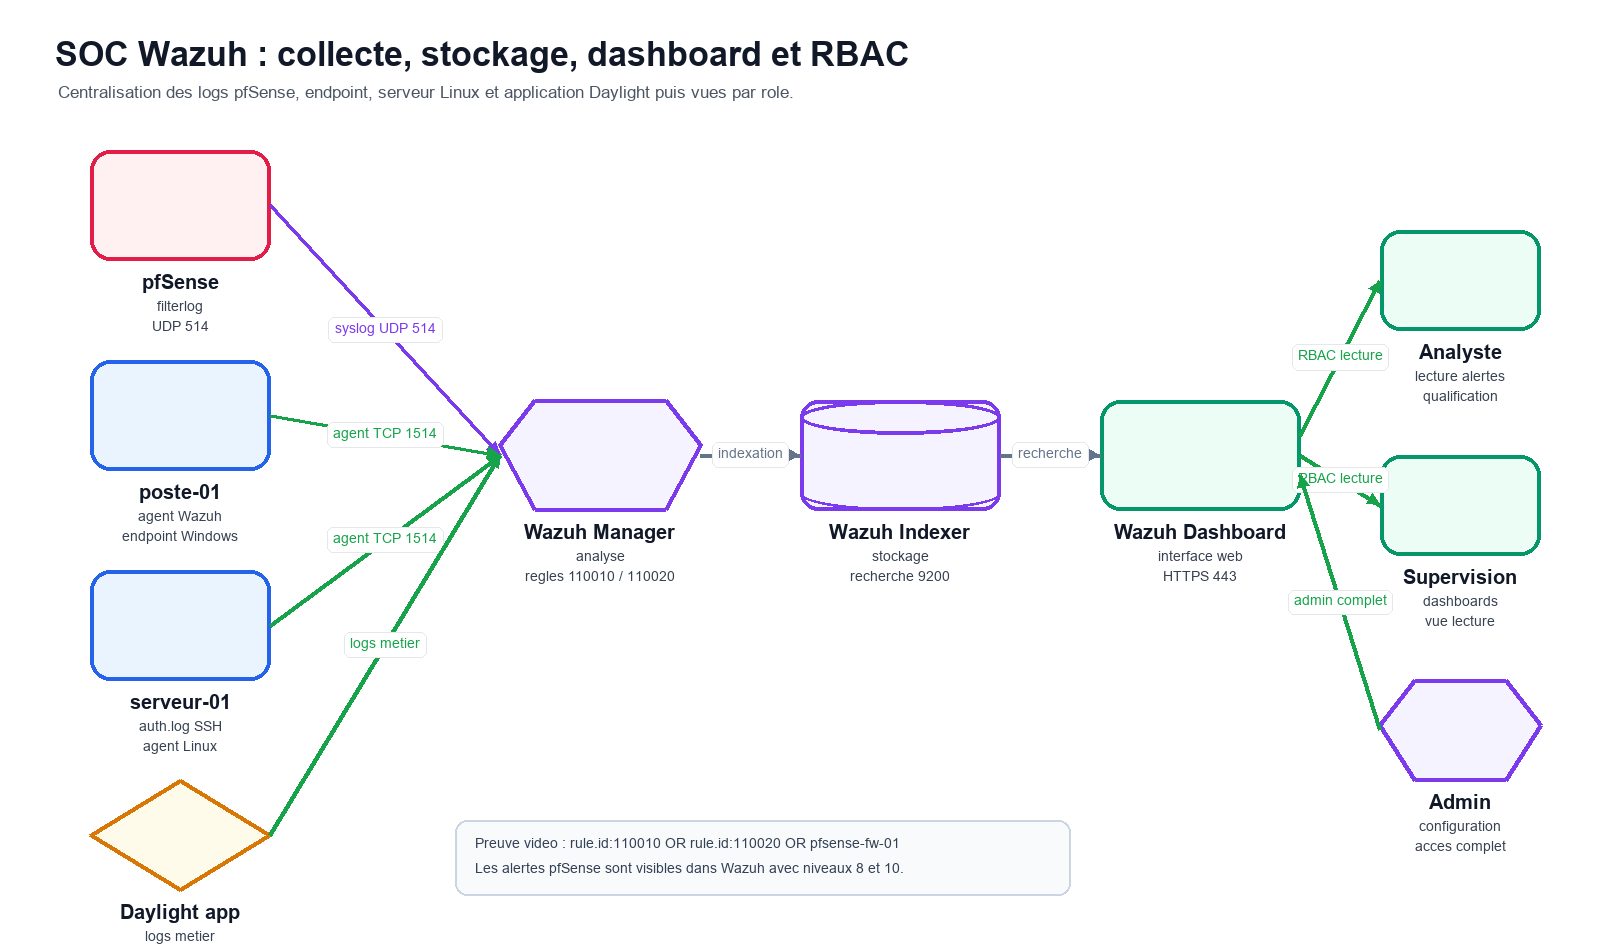 SOC Wazuh : collecte, stockage, dashboard et RBAC
Centralisation des logs pfSense, endpoint, serveur Linux et application Daylight puis vues par role.
pfSense
filterlog
UDP 514
syslog UDP 514
poste-01
agent Wazuh
endpoint Windows
agent TCP 1514
serveur-01
auth.log SSH
agent Linux
agent TCP 1514
Daylight app
logs metier
logs metier
Wazuh Manager
analyse
regles 110010 / 110020
indexation
Wazuh Indexer
stockage
recherche 9200
recherche
Wazuh Dashboard
interface web
HTTPS 443
RBAC lecture
Analyste
lecture alertes
qualification
RBAC lecture
Supervision
dashboards
vue lecture
admin complet
Admin
configuration
acces complet
Preuve video : rule.id:110010 OR rule.id:110020 OR pfsense-fw-01
Les alertes pfSense sont visibles dans Wazuh avec niveaux 8 et 10.